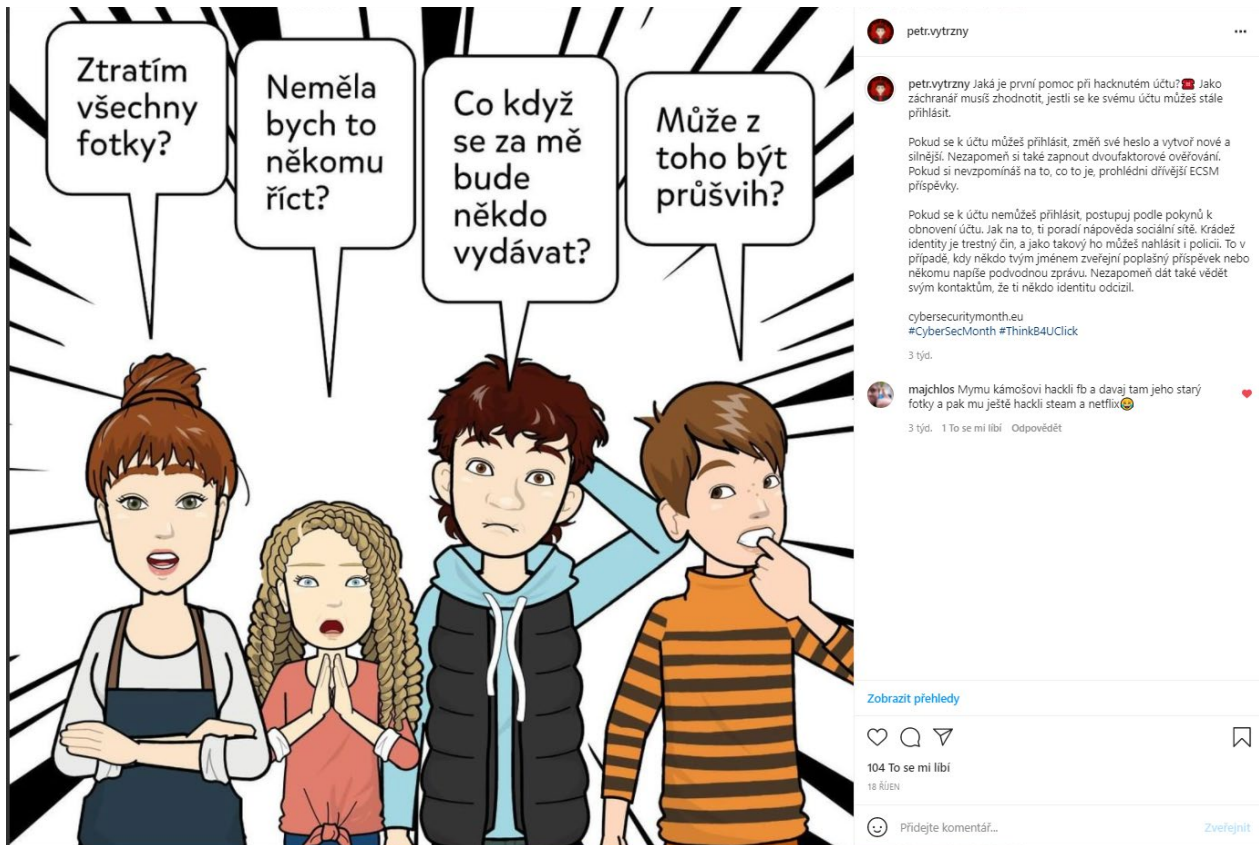 Ztratím
všechny
fotky?
Neměla
bych to
někomu
říct?
Co když
se za mě
bude
někdo
vydávat?
Může z
toho být
průšvih?
petr.vytrzny
petr.vytrzny Jaká je první pomoc při hacknutém účtu?☎️ Jako
záchranář musíš zhodnotit, jestli se ke svému účtu můžeš stále
přihlásit.
Pokud se k účtu můžeš přihlásit, změň své heslo a vytvoř nové a
silnější. Nezapomeň si také zapnout dvoufaktorové ověřování.
Pokud si nevzpomínáš na to, co to je, prohlédni dřívější ECSM
příspěvky.
Pokud se k účtu nemůžeš přihlásit, postupuj podle pokynů k
obnovení účtu. Jak na to, ti poradí nápověda sociální sítě. Krádež
identity je trestný čin, a jako takový ho můžeš nahlásit i policii. To v
případě, kdy někdo tvým jménem zveřejní poplašný příspěvek nebo
někomu napíše podvodnou zprávu. Nezapomeň dát také vědět
svým kontaktům, že ti někdo identitu odcizil.
cybersecuritymonth.eu
#CyberSecMonth #ThinkB4UClick
3 týd.
majchlos Mymu kámošovi hackli fb a davaj tam jeho starý
fotky a pak mu ještě hackli steam a netflix😂
3 týd. 1 To se mi líbí Odpovědět
Zobrazit přehledy
104 To se mi líbí
18 ŘÍJEN
Přidejte komentář... Zveřejnit